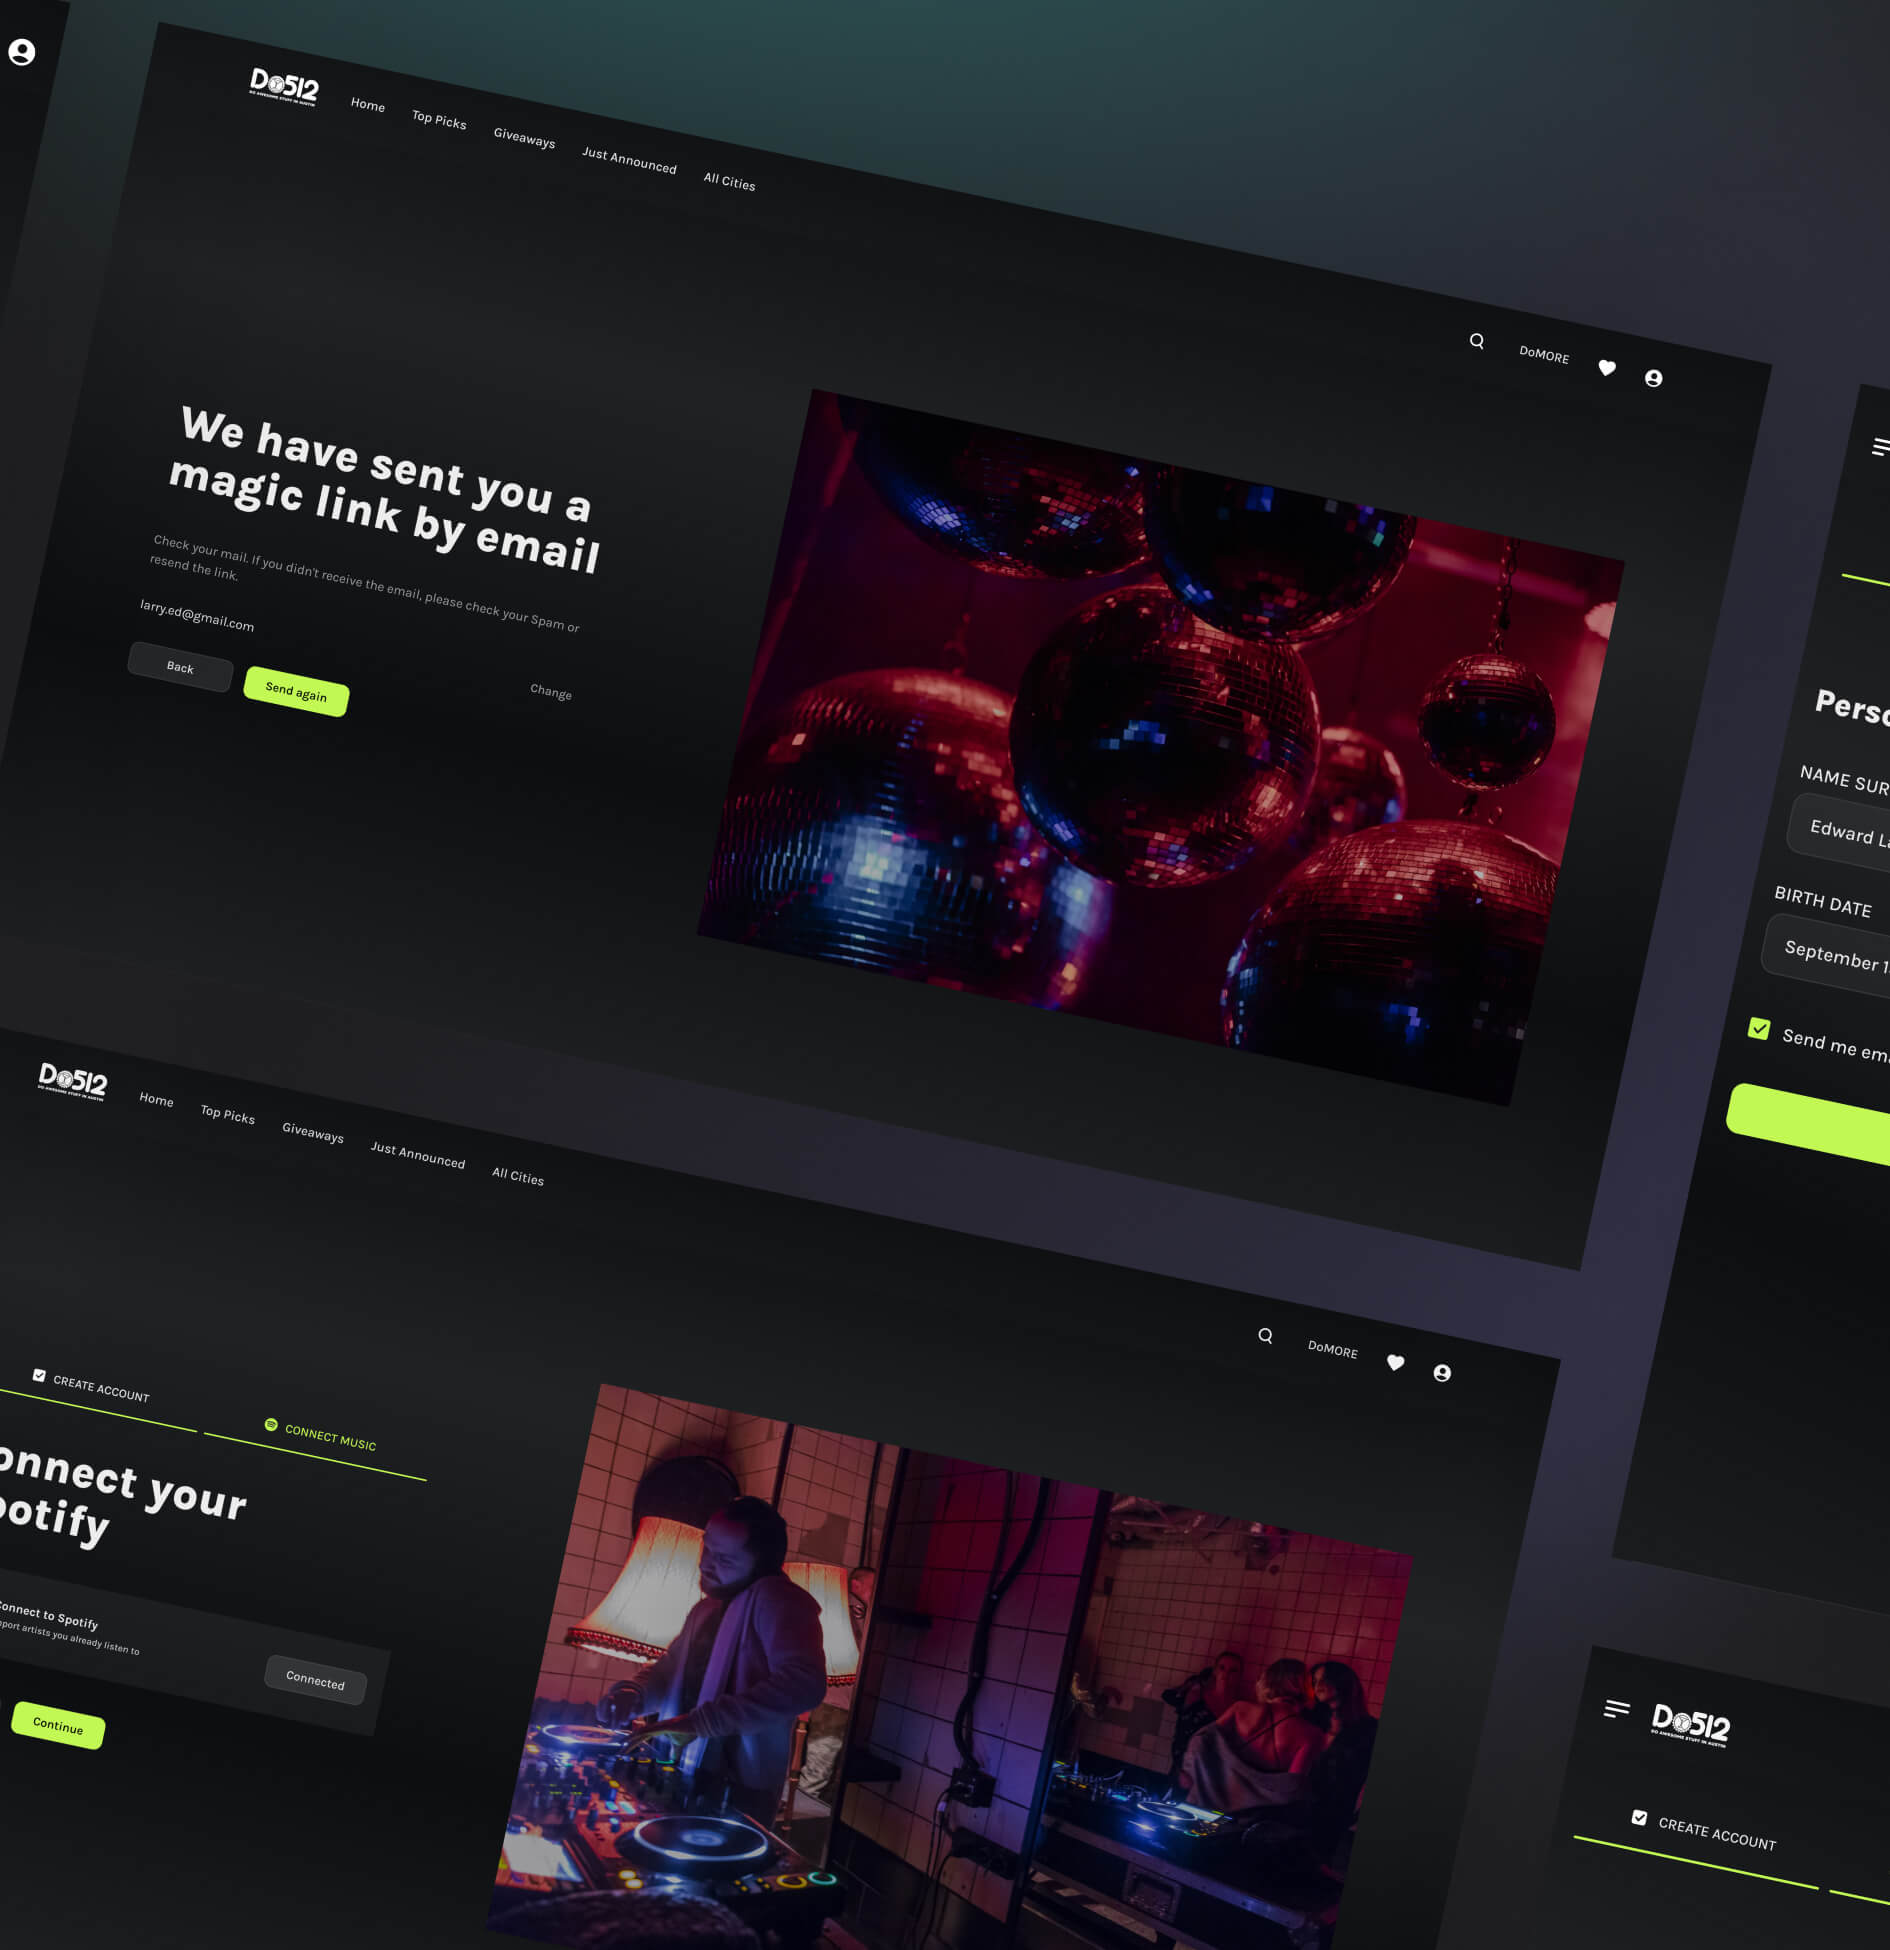 Do512
DO AWESOME STUFF IN AUSTIN
Home
Top Picks
Giveaways
Just Announced
All Cities
DoMORE
We have sent you a
magic link by email
Check your mail. If you didn't receive the email, please check your Spam or
resend the link.
larry.ed@gmail.com
Change
Back
Send again
Do512
DO AWESOME STUFF IN AUSTIN
Home
Top Picks
Giveaways
Just Announced
All Cities
DoMORE
CREATE ACCOUNT
CONNECT MUSIC
onnect your
potify
Connect to Spotify
port artists you already listen to
Connected
Continue
Perso
NAME SUR
Edward La
BIRTH DATE
September 1
Send me ema
Do512
DO AWESOME STUFF IN AUSTIN
CREATE ACCOUNT